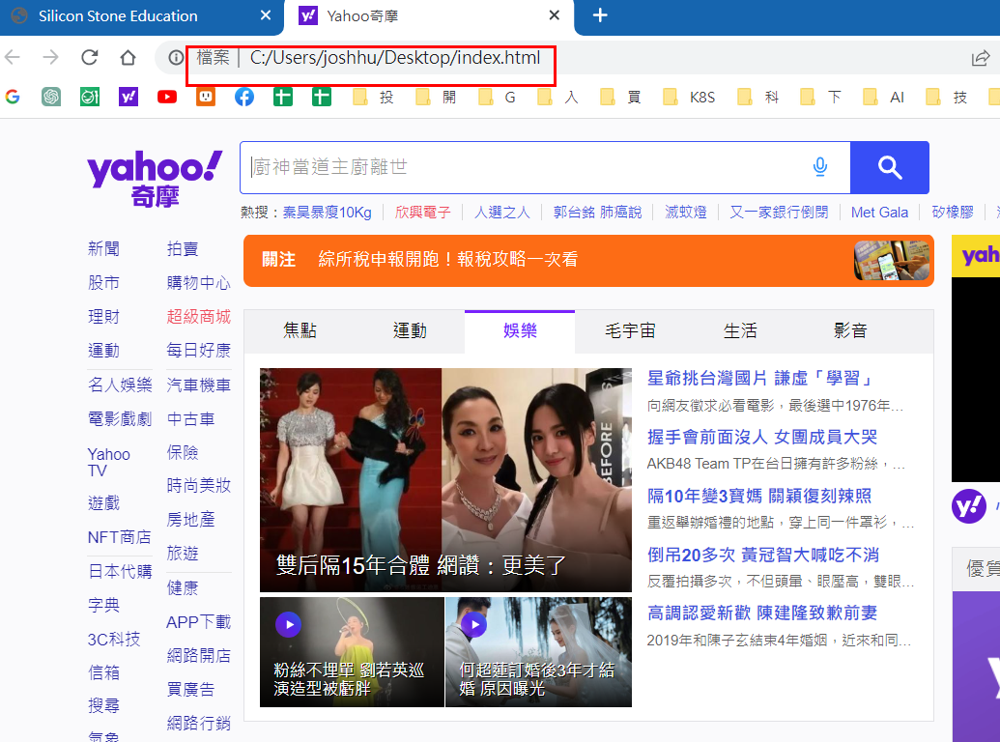 Silicon Stone Education
Yahoo奇摩
檔案 C:/Users/joshhu/Desktop/index.html
投 開 G 入 買 K8S 科 下 AI 技
yahoo!
奇摩
廚神當道主廚離世
熱搜：秦昊暴瘦10Kg 欣興電子 人選之人 郭台銘 肺癌說 滅蚊燈 又一家銀行倒閉 Met Gala 矽橡膠
新聞 拍賣
股市 購物中心
理財 超級商城
運動 每日好康
名人娛樂 汽車機車
電影戲劇 中古車
Yahoo TV 保險
遊戲 時尚美妝
NFT商店 房地產
日本代購 旅遊
字典 健康
3C科技 APP下載
信箱 網路開店
搜尋 買廣告
氣象 網路行銷
關注 綜所稅申報開跑！報稅攻略一次看
焦點 運動 娛樂 毛宇宙 生活 影音
BEFORE
雙后隔15年合體 網讚：更美了
粉絲不埋單 劉若英巡
演造型被虧胖
何超蓮訂婚後3年才結
婚 原因曝光
星爺挑台灣國片 謙虛「學習」
向網友徵求必看電影，最後選中1976年...
握手會前面沒人 女團成員大哭
AKB48 Team TP在台日擁有許多粉絲，...
隔10年變3寶媽 關穎復刻辣照
重返舉辦婚禮的地點，穿上同一件罩衫，...
倒吊20多次 黃冠智大喊吃不消
反覆拍攝多次，不但頭暈、眼壓高，雙眼...
高調認愛新歡 陳建隆致歉前妻
2019年和陳子玄結束4年婚姻，近來和同...
yah
y!
優質